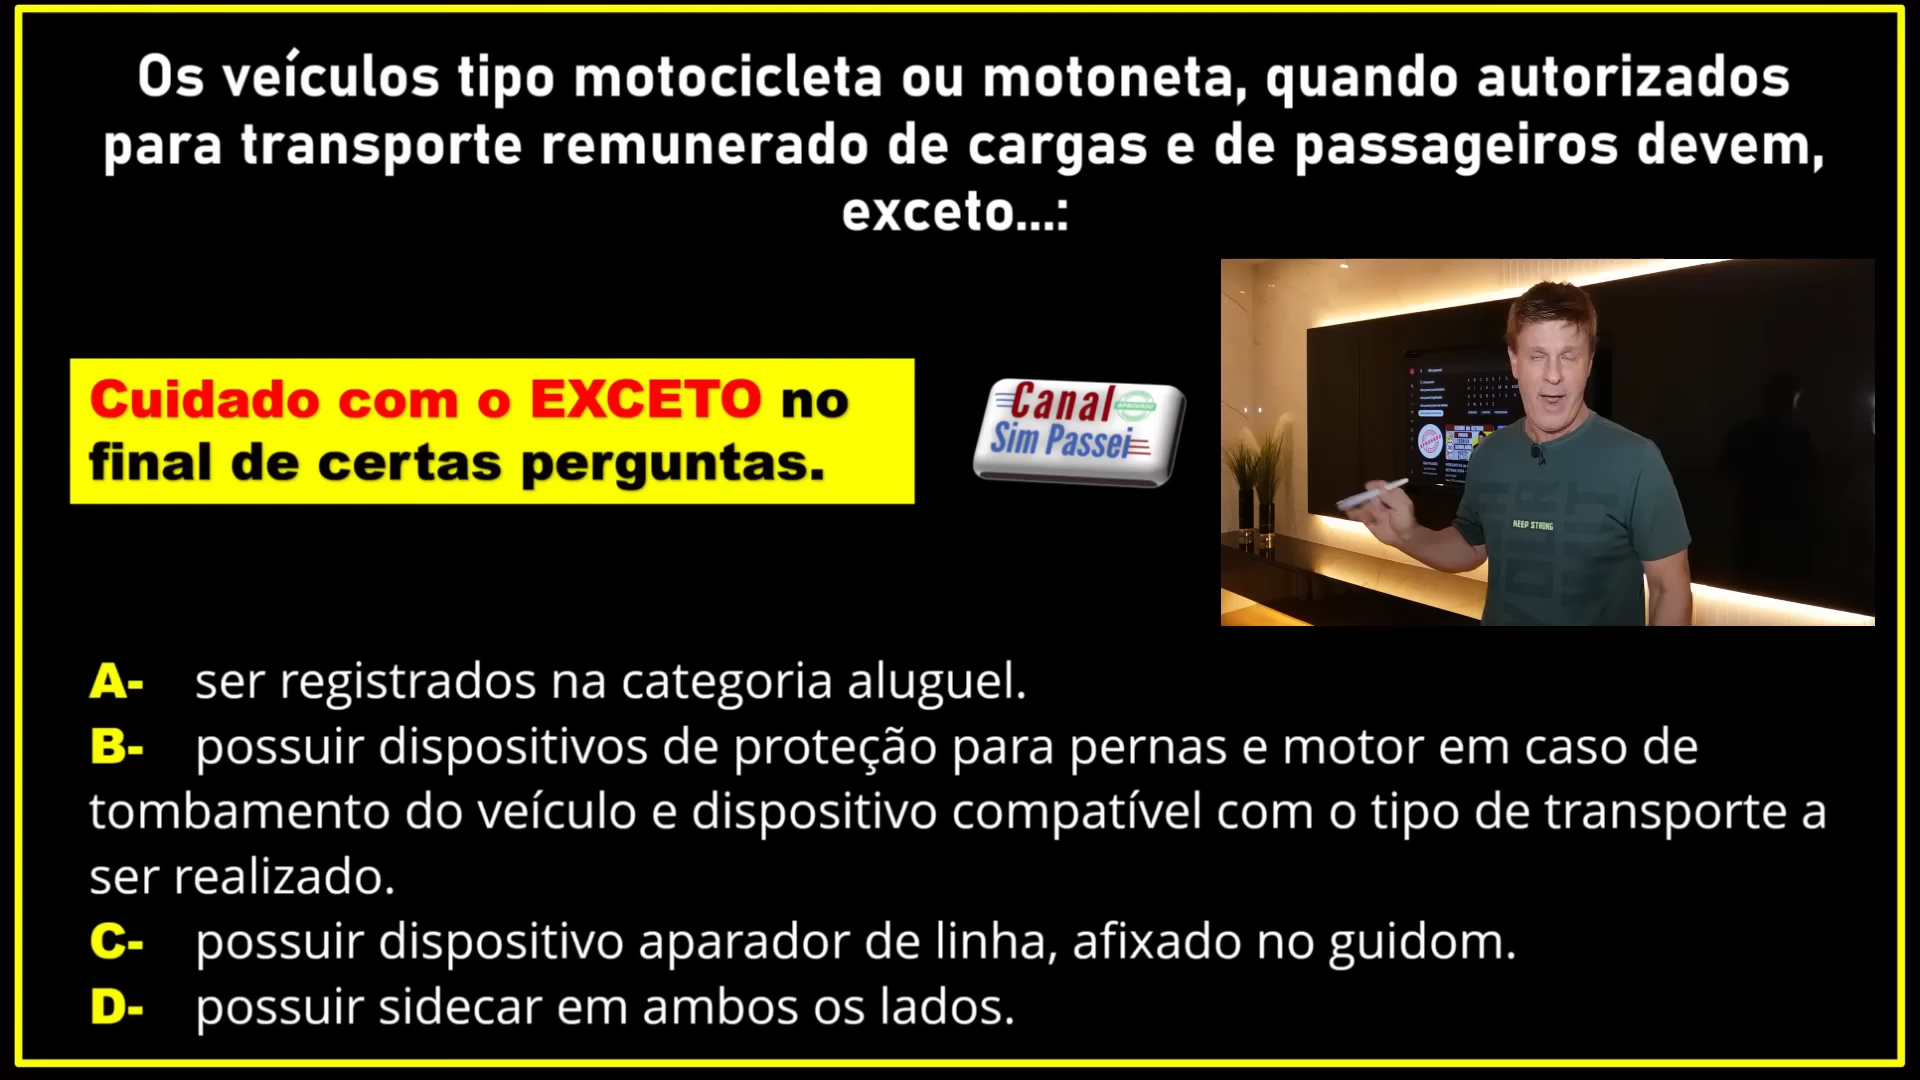 Os veículos tipo motocicleta ou motoneta, quando autorizados
para transporte remunerado de cargas e de passageiros devem,
exceto...:
Cuidado com o EXCETO no
final de certas perguntas.
Canal
Sim Passei
KEEP STRONG
A- ser registrados na categoria aluguel.
B- possuir dispositivos de proteção para pernas e motor em caso de
tombamento do veículo e dispositivo compatível com o tipo de transporte a
ser realizado.
C- possuir dispositivo aparador de linha, afixado no guidom.
D- possuir sidecar em ambos os lados.